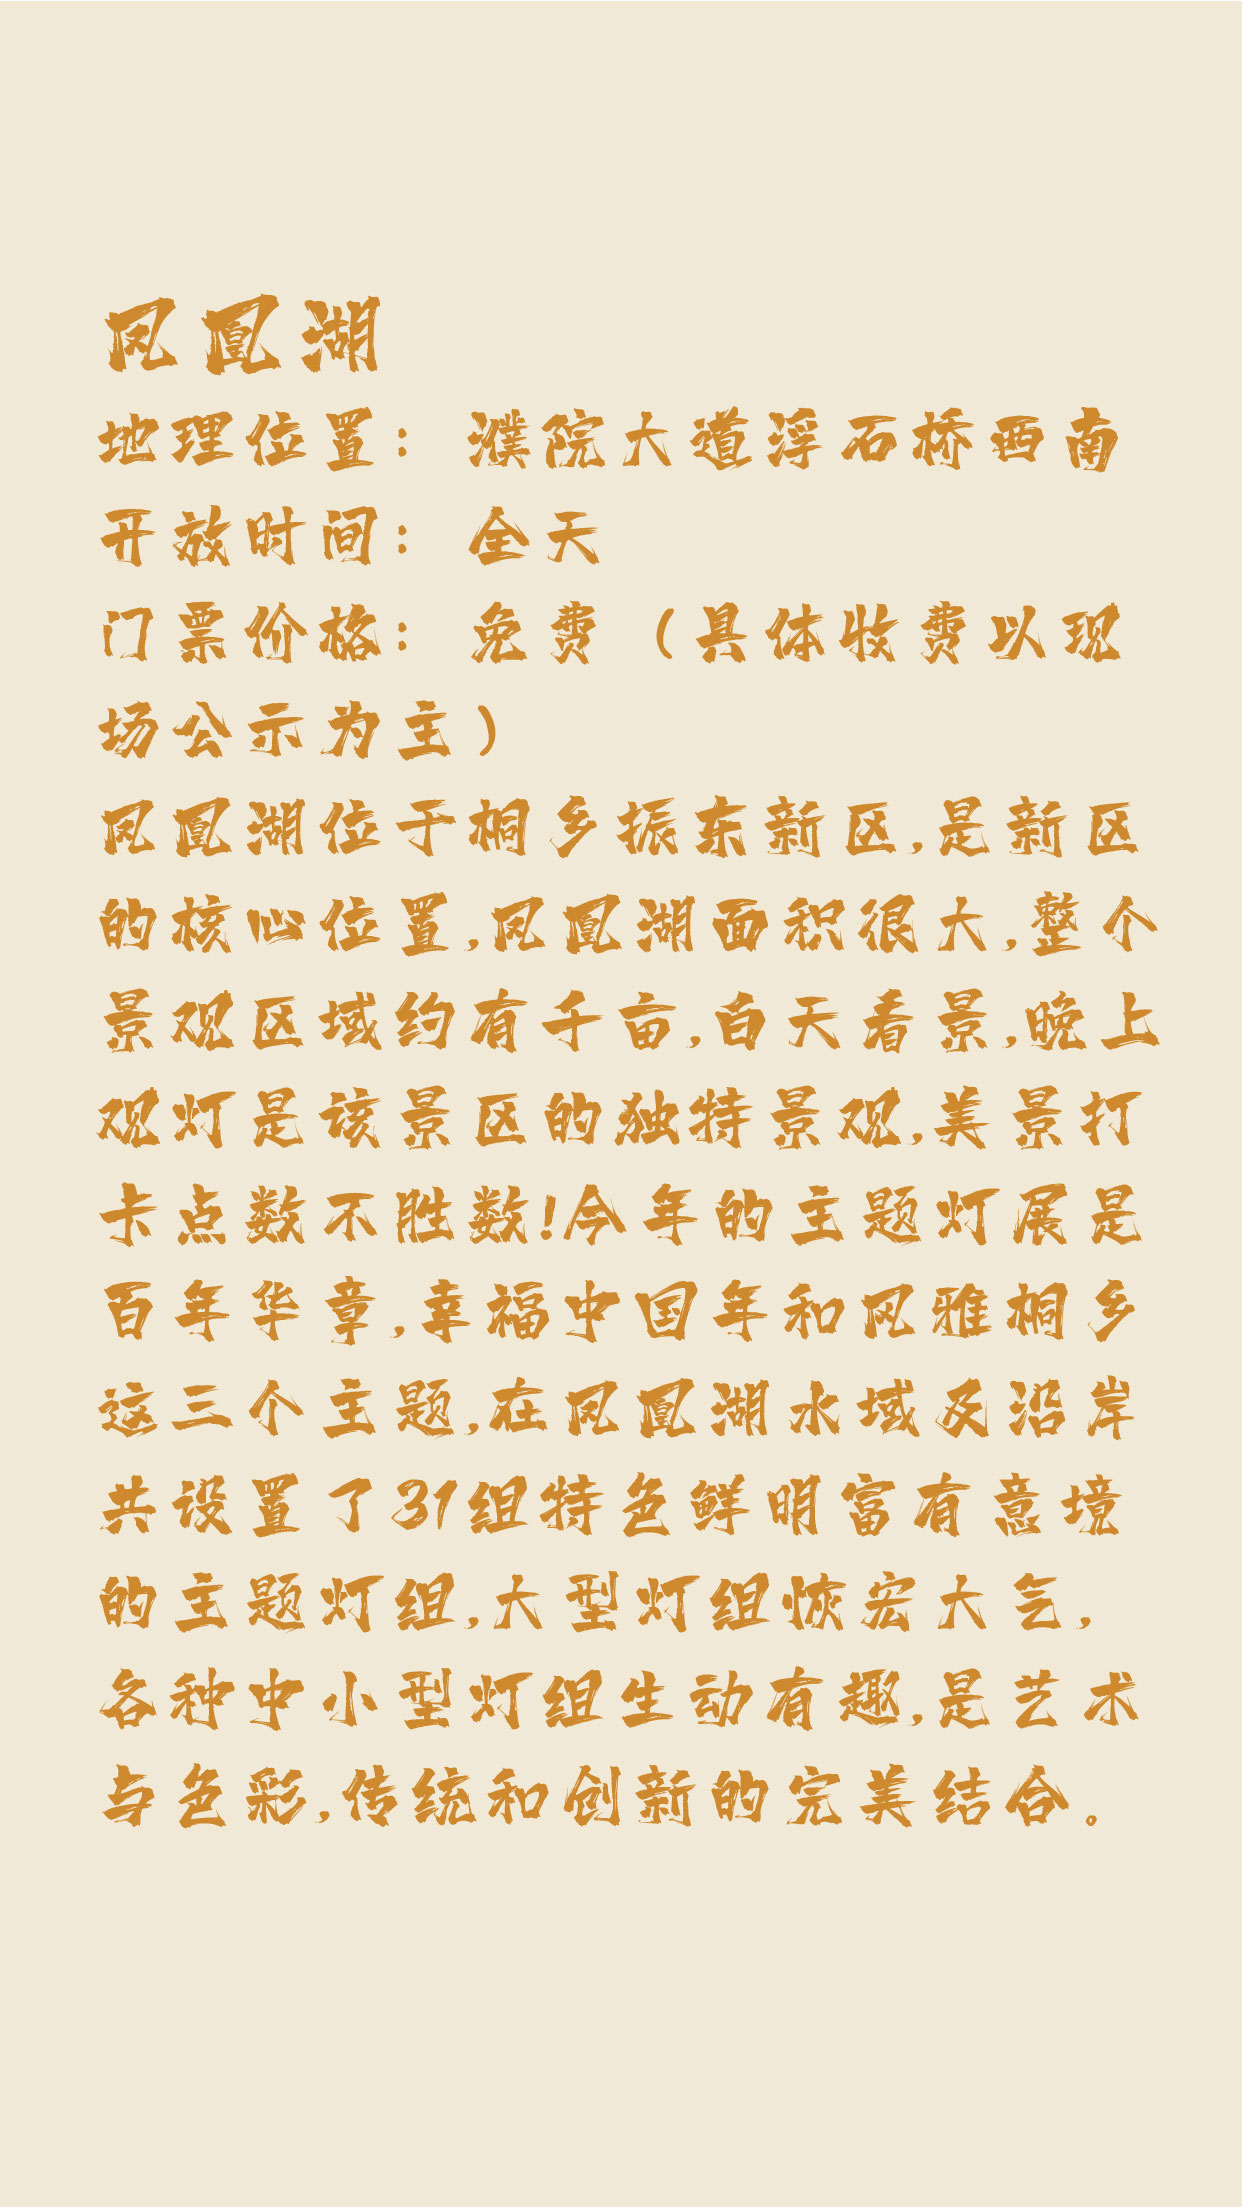 凤凰湖
地理位置：濮院大道浮石桥西南
开放时间：全天
门票价格：免费（具体收费以现
场公示为主）
凤凰湖位于桐乡振东新区,是新区
的核心位置,凤凰湖面积很大,整个
景观区域约有千亩,白天看景,晚上
观灯是该景区的独特景观,美景打
卡点数不胜数!今年的主题灯展是
百年华章,幸福中国年和风雅桐乡
这三个主题,在凤凰湖水域及沿岸
共设置了31组特色鲜明富有意境
的主题灯组,大型灯组恢宏大气,
各种中小型灯组生动有趣,是艺术
与色彩,传统和创新的完美结合。